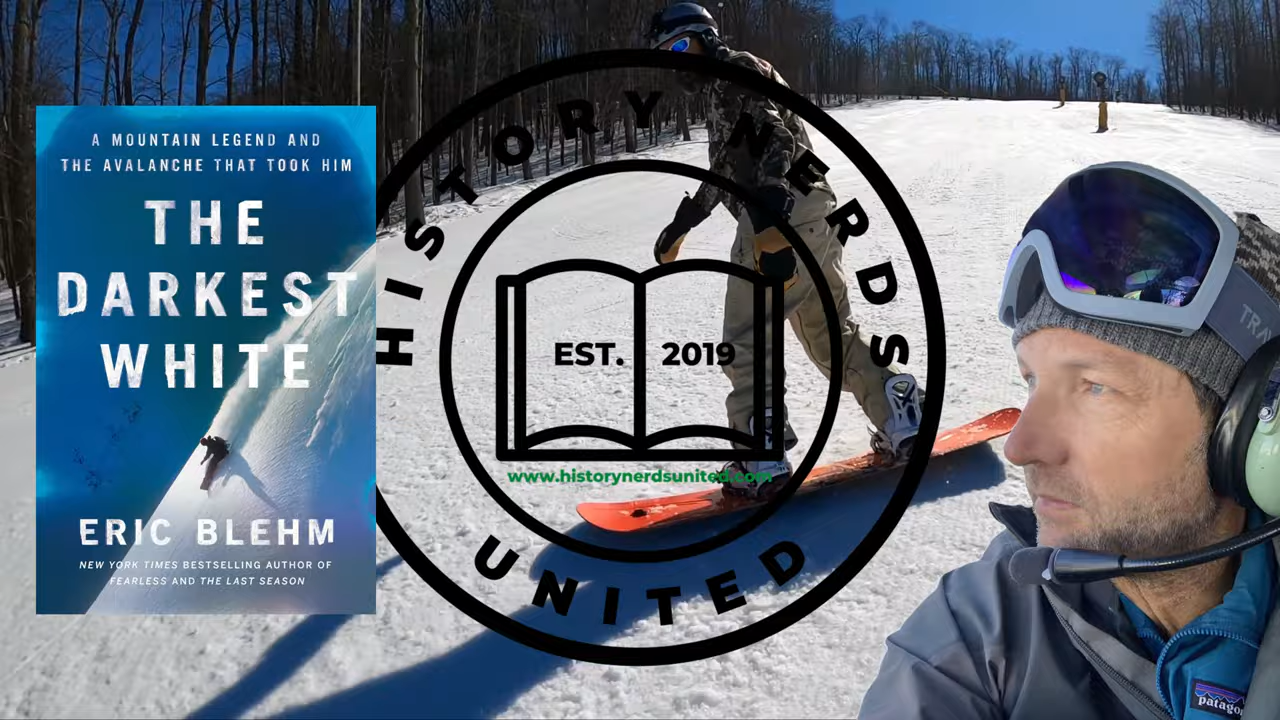 A MOUNTAIN LEGEND AND
THE AVALANCHE THAT TOOK HIM
THE
DARKEST
WHITE
ERIC BLEHM
NEW YORK TIMES BESTSELLING AUTHOR OF
FEARLESS AND THE LAST SEASON
HISTORY NERDS
EST. 2019
www.historynerdsunited.com
UNITED